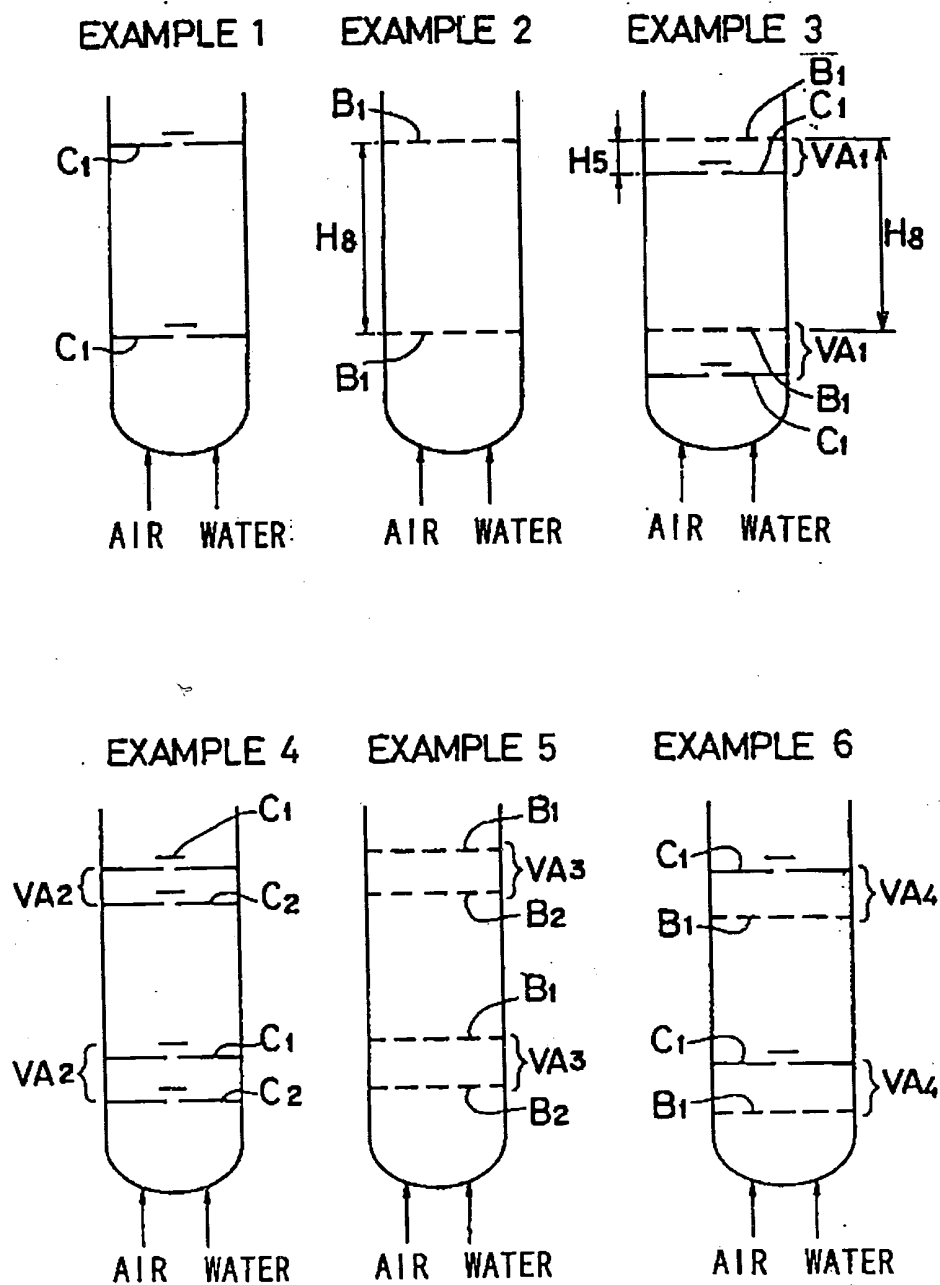 EXAMPLE 1
C1
C1
AIR WATER
EXAMPLE 2
B1
H8
B1
AIR WATER
EXAMPLE 3
B1
C1
H5
VA1
H8
VA1
B1
C1
AIR WATER
EXAMPLE 4
C1
VA2
C2
C1
VA2
C2
AIR WATER
EXAMPLE 5
B1
VA3
B2
B1
VA3
B2
AIR WATER
EXAMPLE 6
C1
VA4
B1
C1
VA4
B1
AIR WATER